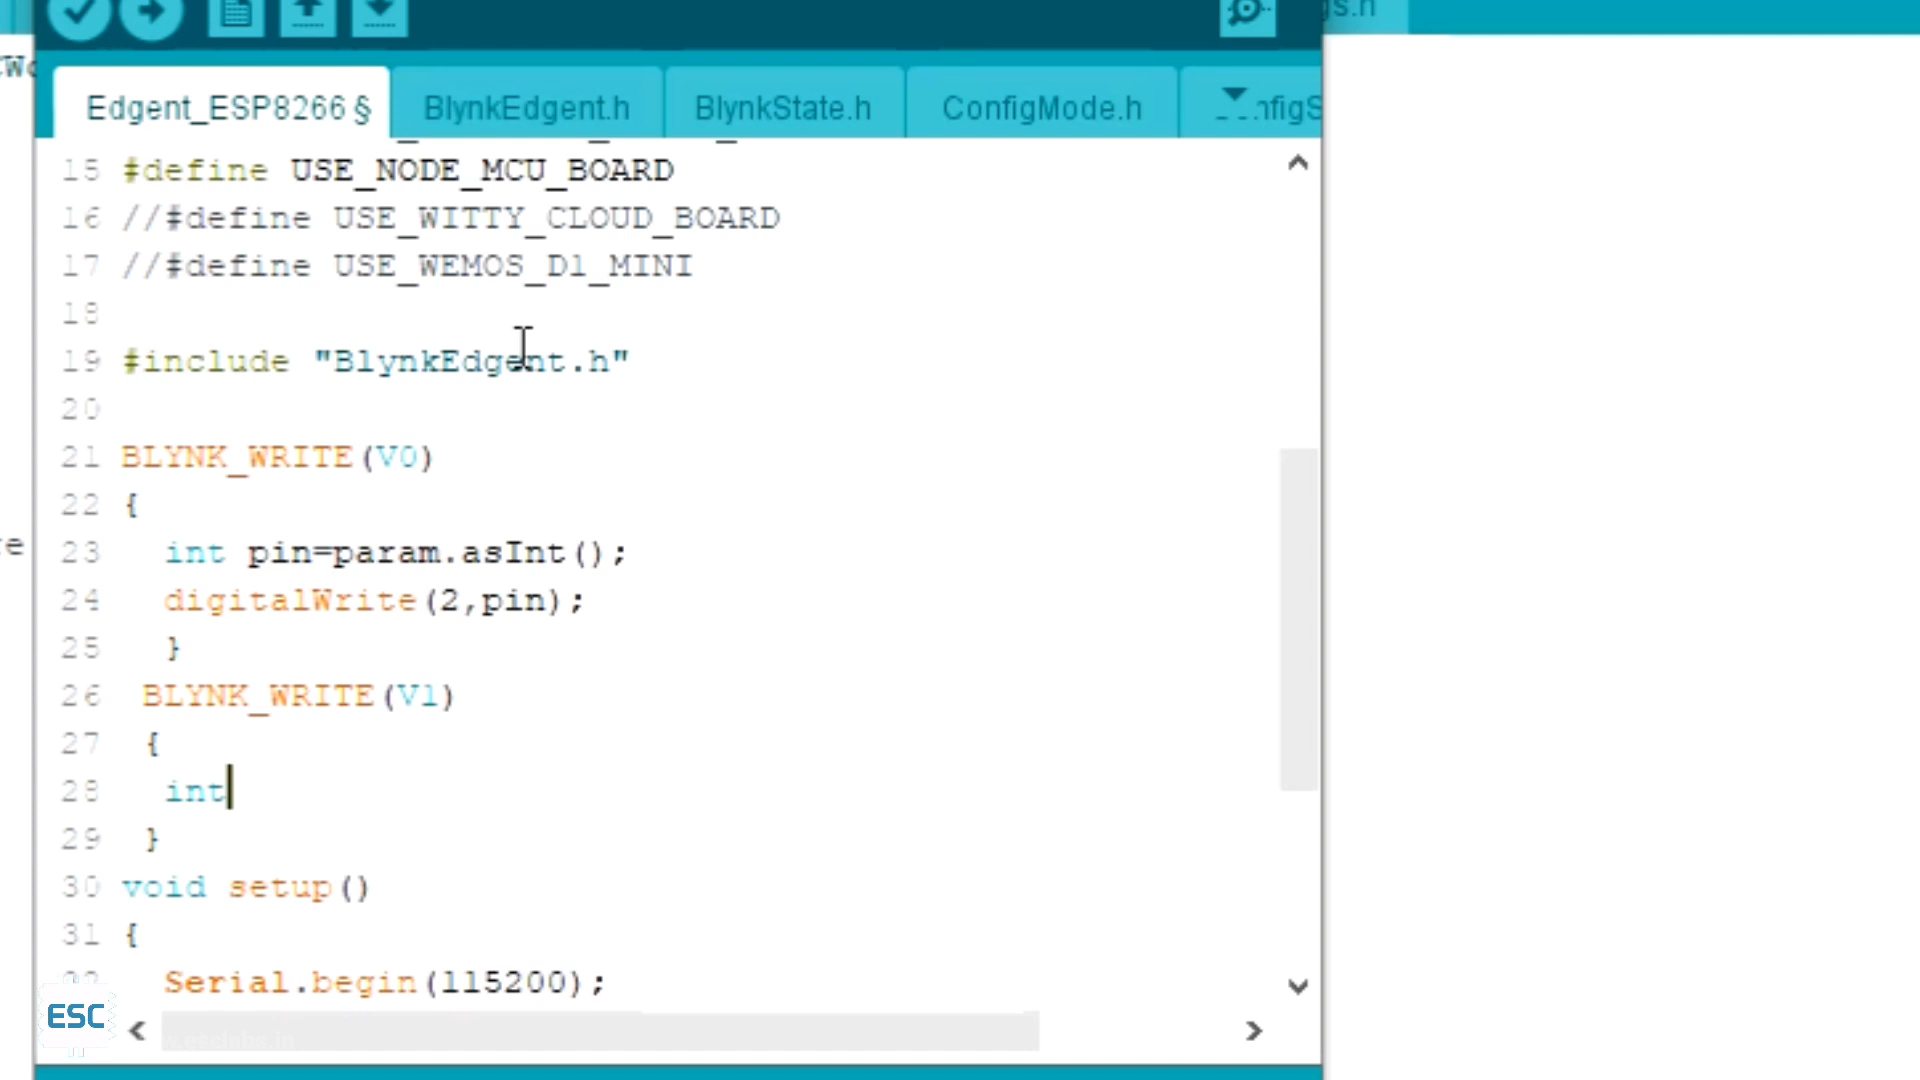 gs.h
Edgent_ESP8266 §
BlynkEdgent.h
BlynkState.h
ConfigMode.h
nfigS
15 #define USE_NODE_MCU_BOARD
16 //#define USE_WITTY_CLOUD_BOARD
17 //#define USE_WEMOS_D1_MINI
18
19 #include "BlynkEdgent.h"
20
21 BLYNK_WRITE(V0)
22 {
23 int pin=param.asInt();
24 digitalWrite(2,pin);
25 }
26 BLYNK_WRITE(V1)
27 {
28 int
29 }
30 void setup()
31 {
Serial.begin(115200);
ESC